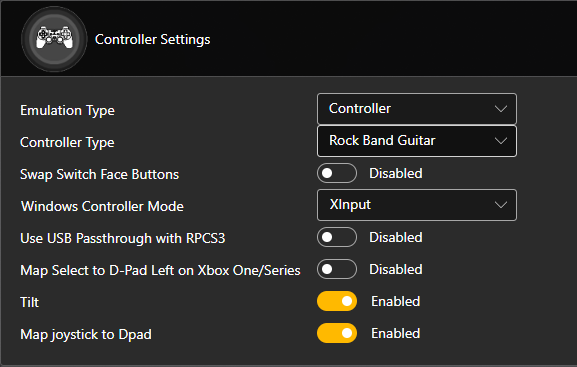 Controller Settings
Emulation Type Controller
Controller Type Rock Band Guitar
Swap Switch Face Buttons Disabled
Windows Controller Mode XInput
Use USB Passthrough with RPCS3 Disabled
Map Select to D-Pad Left on Xbox One/Series Disabled
Tilt Enabled
Map joystick to Dpad Enabled